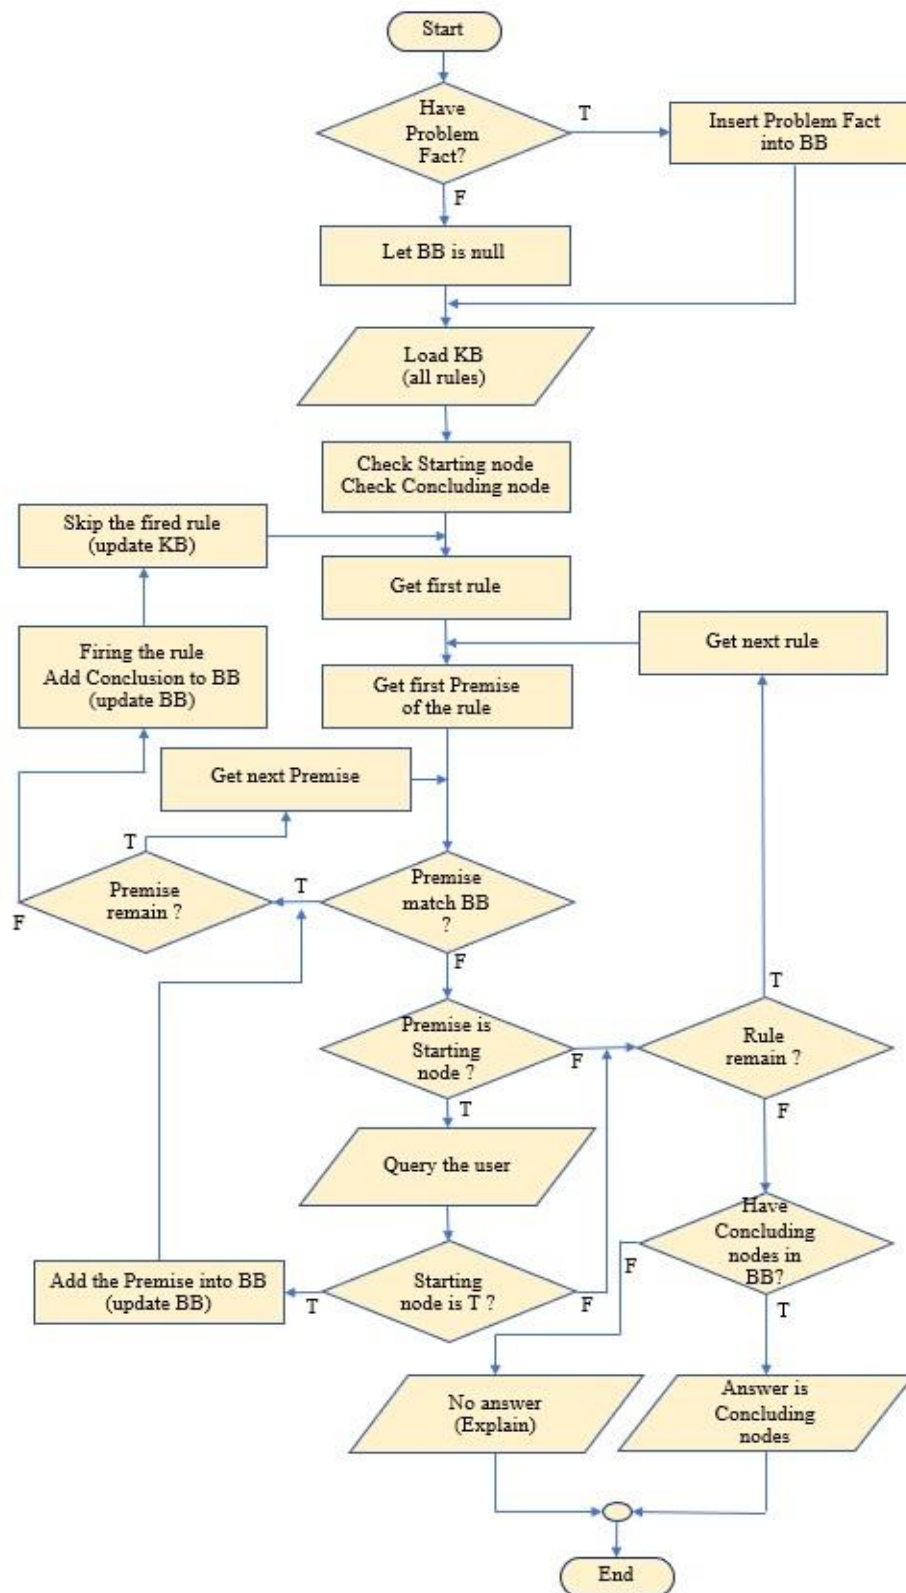 Start
Have
Problem
Fact?
T
Insert Problem Fact
into BB
F
Let BB is null
Load KB
(all rules)
Check Starting node
Check Concluding node
Skip the fired rule
(update KB)
Get first rule
Firing the rule
Add Conclusion to BB
(update BB)
Get next rule
Get first Premise
of the rule
Get next Premise
T
Premise
remain ?
F
T
Premise
match BB
?
F
Premise is
Starting
node ?
F
T
Rule
remain ?
T
F
Query the user
Have
Concluding
nodes in
BB?
F
T
Add the Premise into BB
(update BB)
T
Starting
node is T ?
F
No answer
(Explain)
Answer is
Concluding
nodes
End